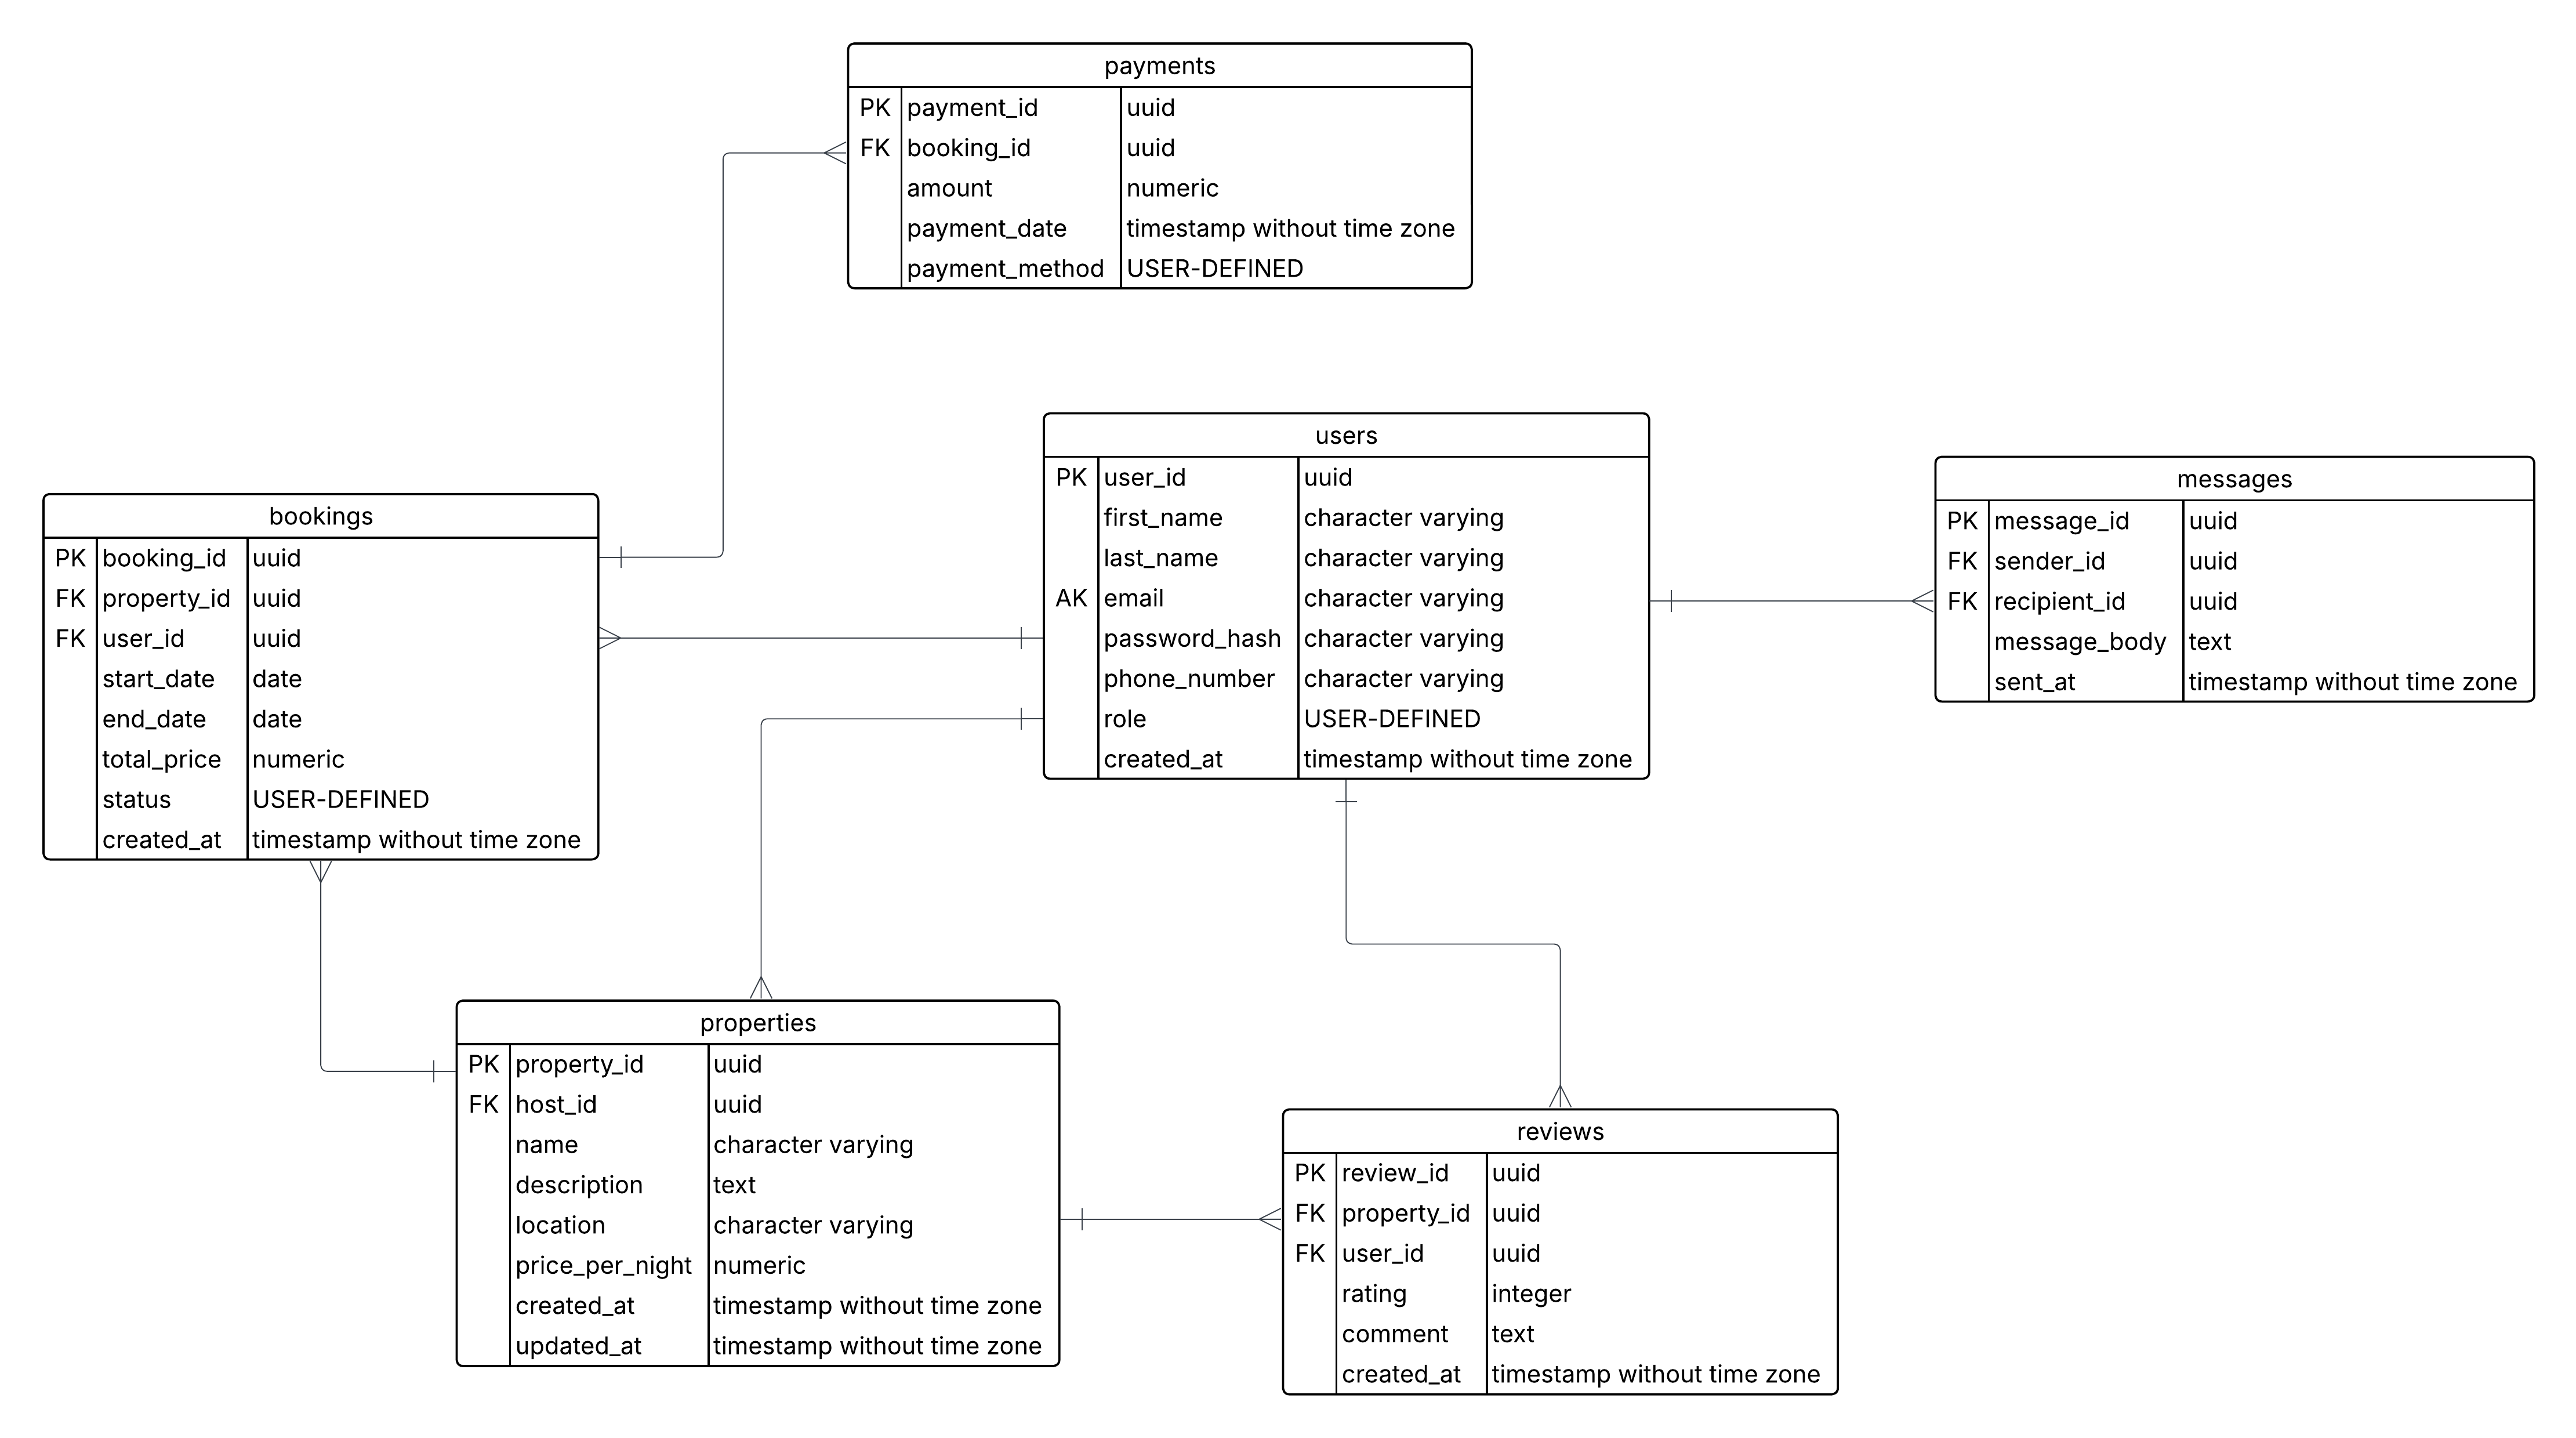 payments
PK payment_id uuid
FK booking_id uuid
amount numeric
payment_date timestamp without time zone
payment_method USER-DEFINED
users
PK user_id uuid
first_name character varying
last_name character varying
AK email character varying
password_hash character varying
phone_number character varying
role USER-DEFINED
created_at timestamp without time zone
messages
PK message_id uuid
FK sender_id uuid
FK recipient_id uuid
message_body text
sent_at timestamp without time zone
bookings
PK booking_id uuid
FK property_id uuid
FK user_id uuid
start_date date
end_date date
total_price numeric
status USER-DEFINED
created_at timestamp without time zone
properties
PK property_id uuid
FK host_id uuid
name character varying
description text
location character varying
price_per_night numeric
created_at timestamp without time zone
updated_at timestamp without time zone
reviews
PK review_id uuid
FK property_id uuid
FK user_id uuid
rating integer
comment text
created_at timestamp without time zone